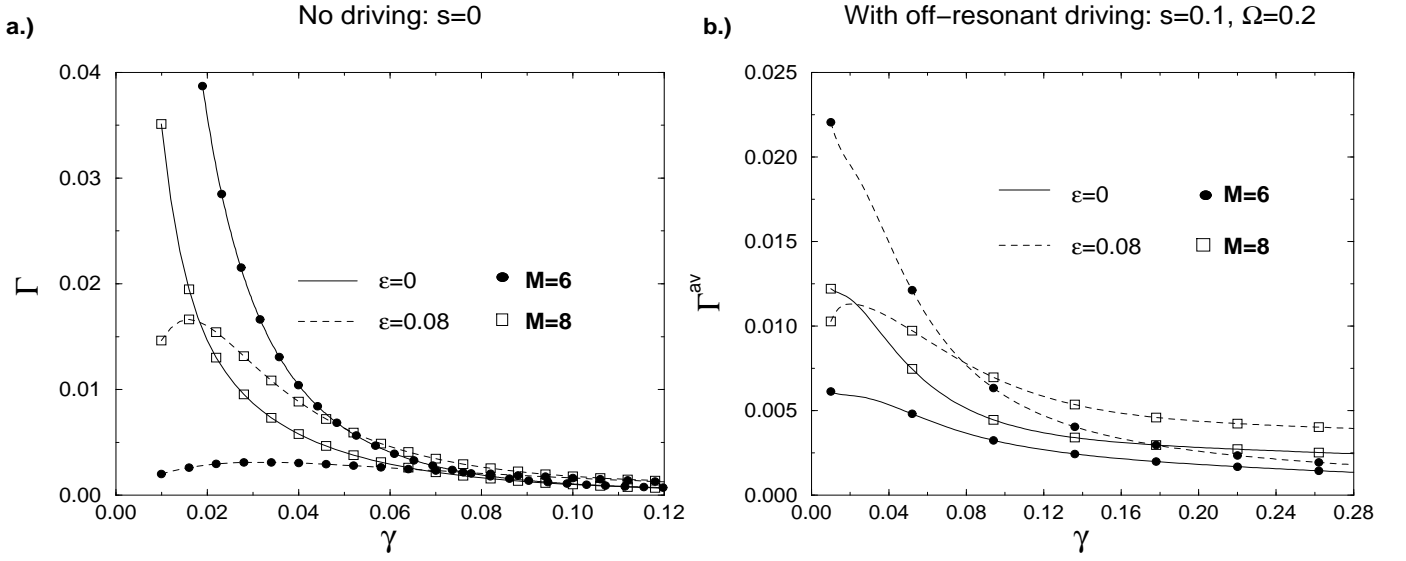 a.)
No driving: s=0
0.04
0.03
0.02
0.01
0.00
Γ
ε=0
M=6
ε=0.08
M=8
0.00 0.02 0.04 0.06 0.08 0.10 0.12
γ
b.)
With off−resonant driving: s=0.1, Ω=0.2
0.025
0.020
0.015
0.010
0.005
0.000
Γav
ε=0
M=6
ε=0.08
M=8
0.00 0.04 0.08 0.12 0.16 0.20 0.24 0.28
γ